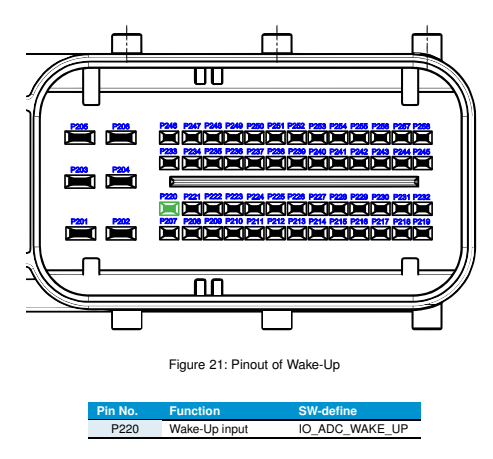 P205 P206 P246 P247 P248 P249 P250 P251 P252 P253 P254 P255 P256 P257 P258
P233 P234 P235 P236 P237 P238 P239 P240 P241 P242 P243 P244 P245
P203 P204
P220 P221 P222 P223 P224 P225 P226 P227 P228 P229 P230 P231 P232
P201 P202 P207 P208 P209 P210 P211 P212 P213 P214 P215 P216 P217 P218 P219
Figure 21: Pinout of Wake-Up
Pin No. Function SW-define
P220 Wake-Up input IO_ADC_WAKE_UP